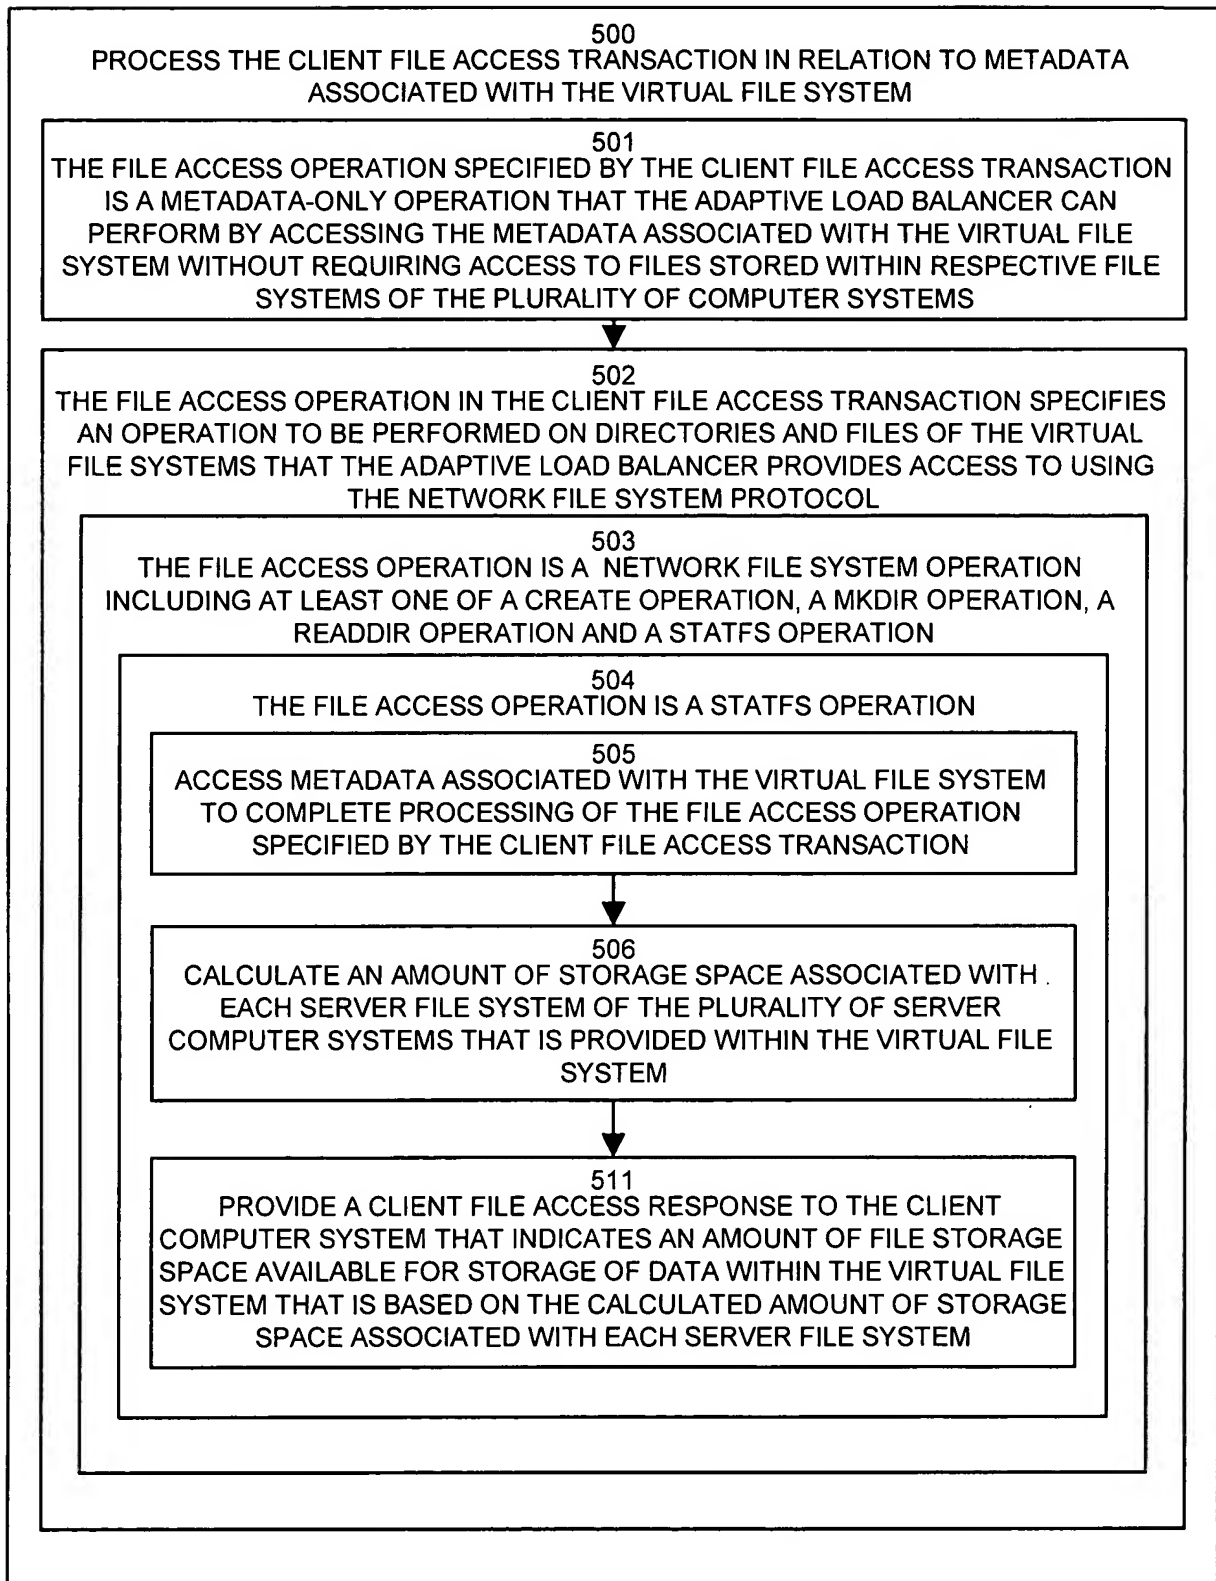 500
PROCESS THE CLIENT FILE ACCESS TRANSACTION IN RELATION TO METADATA
ASSOCIATED WITH THE VIRTUAL FILE SYSTEM
501
THE FILE ACCESS OPERATION SPECIFIED BY THE CLIENT FILE ACCESS TRANSACTION
IS A METADATA-ONLY OPERATION THAT THE ADAPTIVE LOAD BALANCER CAN
PERFORM BY ACCESSING THE METADATA ASSOCIATED WITH THE VIRTUAL FILE
SYSTEM WITHOUT REQUIRING ACCESS TO FILES STORED WITHIN RESPECTIVE FILE
SYSTEMS OF THE PLURALITY OF COMPUTER SYSTEMS
502
THE FILE ACCESS OPERATION IN THE CLIENT FILE ACCESS TRANSACTION SPECIFIES
AN OPERATION TO BE PERFORMED ON DIRECTORIES AND FILES OF THE VIRTUAL
FILE SYSTEMS THAT THE ADAPTIVE LOAD BALANCER PROVIDES ACCESS TO USING
THE NETWORK FILE SYSTEM PROTOCOL
503
THE FILE ACCESS OPERATION IS A NETWORK FILE SYSTEM OPERATION
INCLUDING AT LEAST ONE OF A CREATE OPERATION, A MKDIR OPERATION, A
READDIR OPERATION AND A STATFS OPERATION
504
THE FILE ACCESS OPERATION IS A STATFS OPERATION
505
ACCESS METADATA ASSOCIATED WITH THE VIRTUAL FILE SYSTEM
TO COMPLETE PROCESSING OF THE FILE ACCESS OPERATION
SPECIFIED BY THE CLIENT FILE ACCESS TRANSACTION
506
CALCULATE AN AMOUNT OF STORAGE SPACE ASSOCIATED WITH
EACH SERVER FILE SYSTEM OF THE PLURALITY OF SERVER
COMPUTER SYSTEMS THAT IS PROVIDED WITHIN THE VIRTUAL FILE
SYSTEM
511
PROVIDE A CLIENT FILE ACCESS RESPONSE TO THE CLIENT
COMPUTER SYSTEM THAT INDICATES AN AMOUNT OF FILE STORAGE
SPACE AVAILABLE FOR STORAGE OF DATA WITHIN THE VIRTUAL FILE
SYSTEM THAT IS BASED ON THE CALCULATED AMOUNT OF STORAGE
SPACE ASSOCIATED WITH EACH SERVER FILE SYSTEM